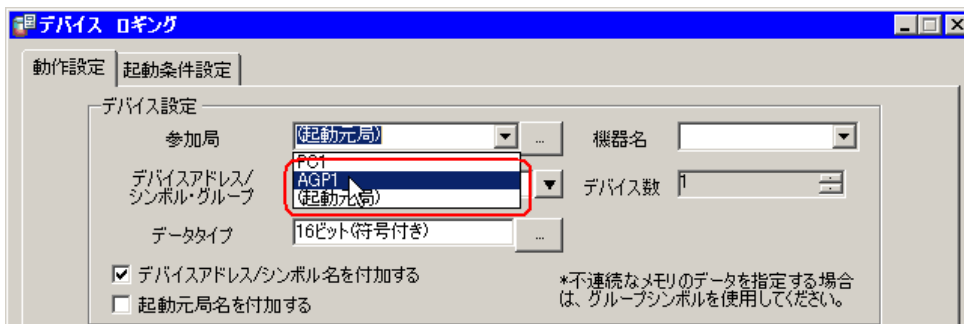 デバイス ロギング
動作設定 起動条件設定
デバイス設定
参加局 (起動元局) ... 機器名
PC1
AGP1
(起動元局)
デバイスアドレス/
シンボル・グループ
デバイス数 1
データタイプ 16ビット(符号付き) ...
デバイスアドレス/シンボル名を付加する
起動元局名を付加する
*不連続なメモリのデータを指定する場合
は、グループシンボルを使用してください。